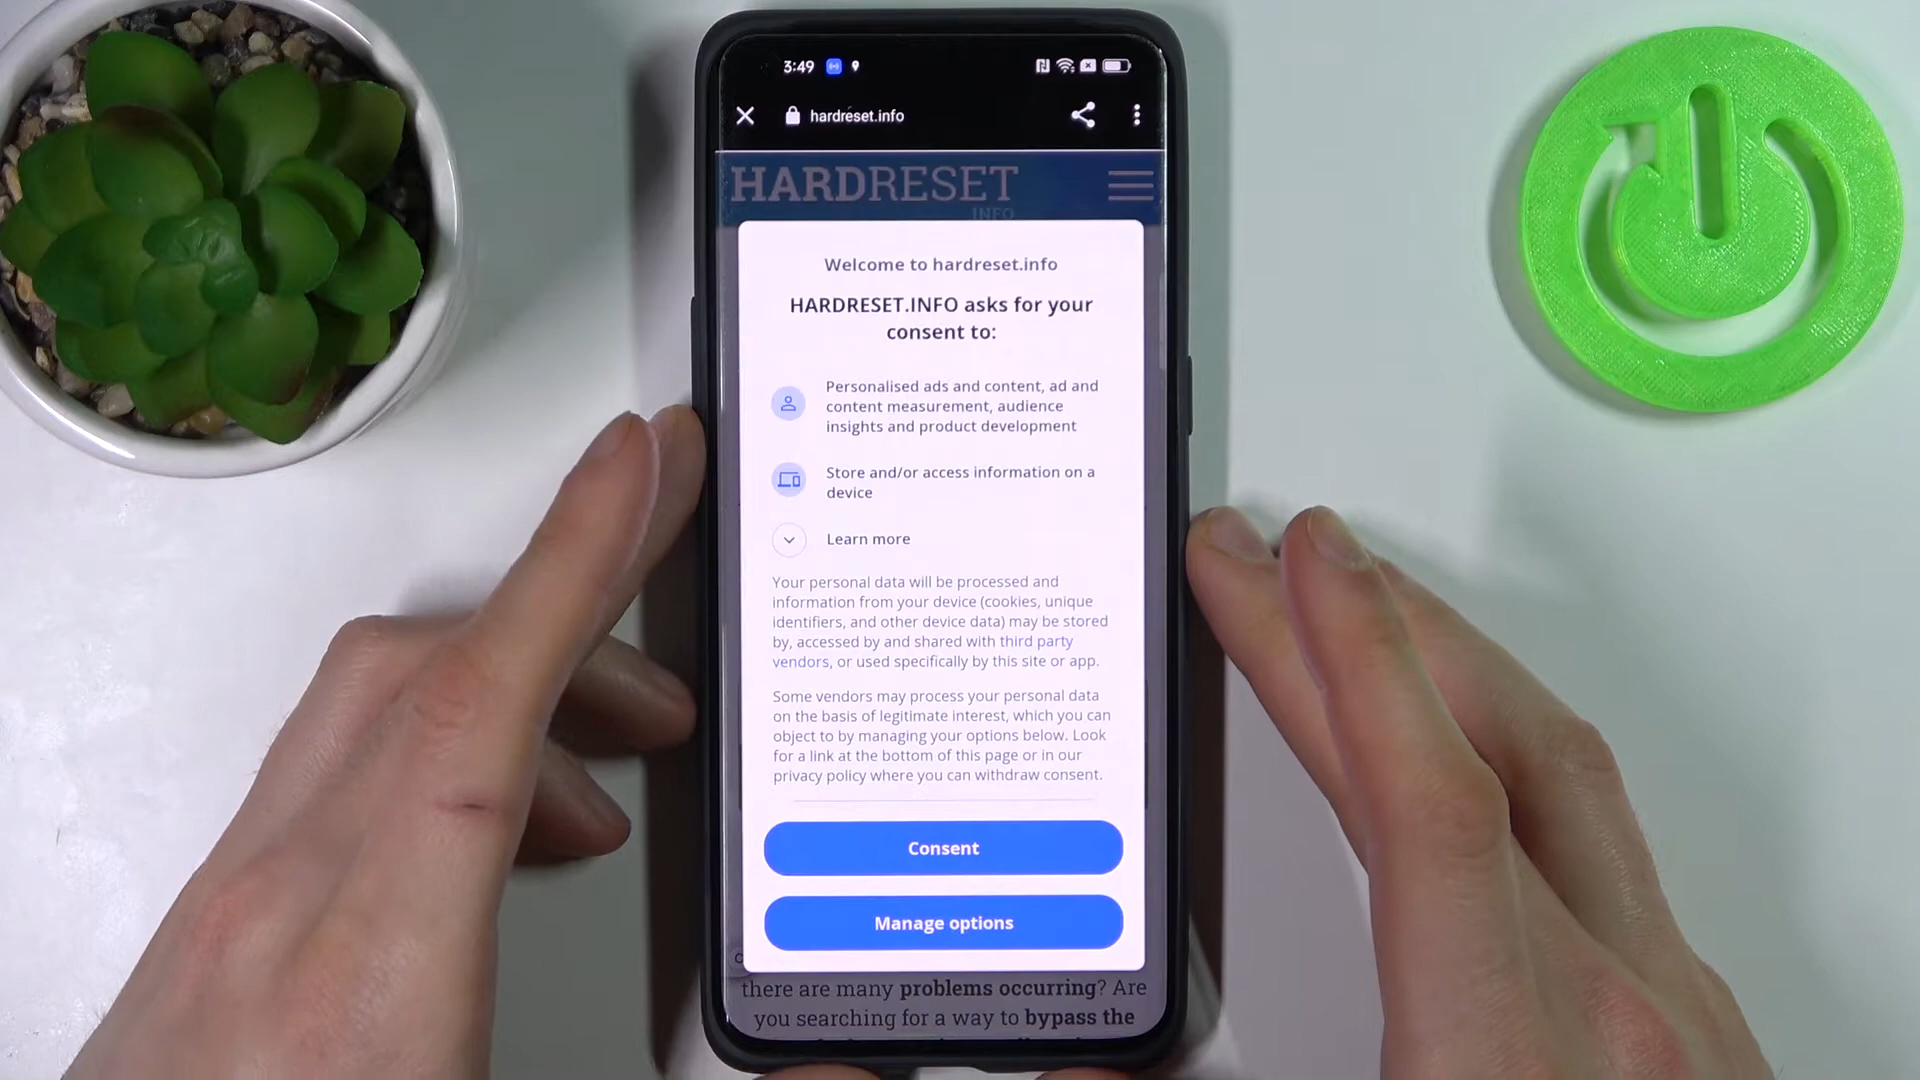 3:49
hardreset.info
HARDRESET
INFO
Welcome to hardreset.info
HARDRESET.INFO asks for your
consent to:
Personalised ads and content, ad and
content measurement, audience
insights and product development
Store and/or access information on a
device
Learn more
Your personal data will be processed and
information from your device (cookies, unique
identifiers, and other device data) may be stored
by, accessed by and shared with third party
vendors, or used specifically by this site or app.
Some vendors may process your personal data
on the basis of legitimate interest, which you can
object to by managing your options below. Look
for a link at the bottom of this page or in our
privacy policy where you can withdraw consent.
Consent
Manage options
there are many problems occurring? Are
you searching for a way to bypass the